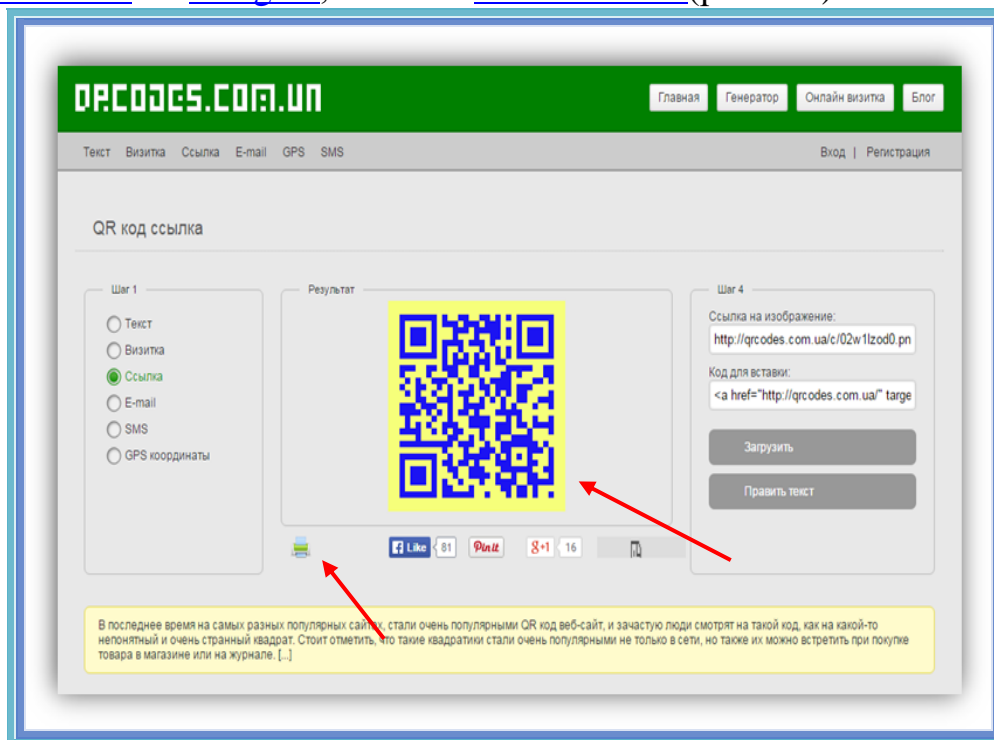 QRCODES.COM.UA
Главная Генератор Онлайн визитка Блог
Текст Визитка Ссылка E-mail GPS SMS Вход | Регистрация
QR код ссылка
Шаг 1
Текст
Визитка
Ссылка
E-mail
SMS
GPS координаты
Результат
Like 81 Pin it g+1 16
Шаг 4
Ссылка на изображение:
http://qrcodes.com.ua/c/02w1lzod0.pn
Код для вставки:
<a href="http://qrcodes.com.ua/" targe
Загрузить
Править текст
В последнее время на самых разных популярных сайтах, стали очень популярными QR код веб-сайт, и зачастую люди смотрят на такой код, как на какой-то
непонятный и очень странный квадрат. Стоит отметить, что такие квадратики стали очень популярными не только в сети, но также их можно встретить при покупке
товара в магазине или на журнале. [...]